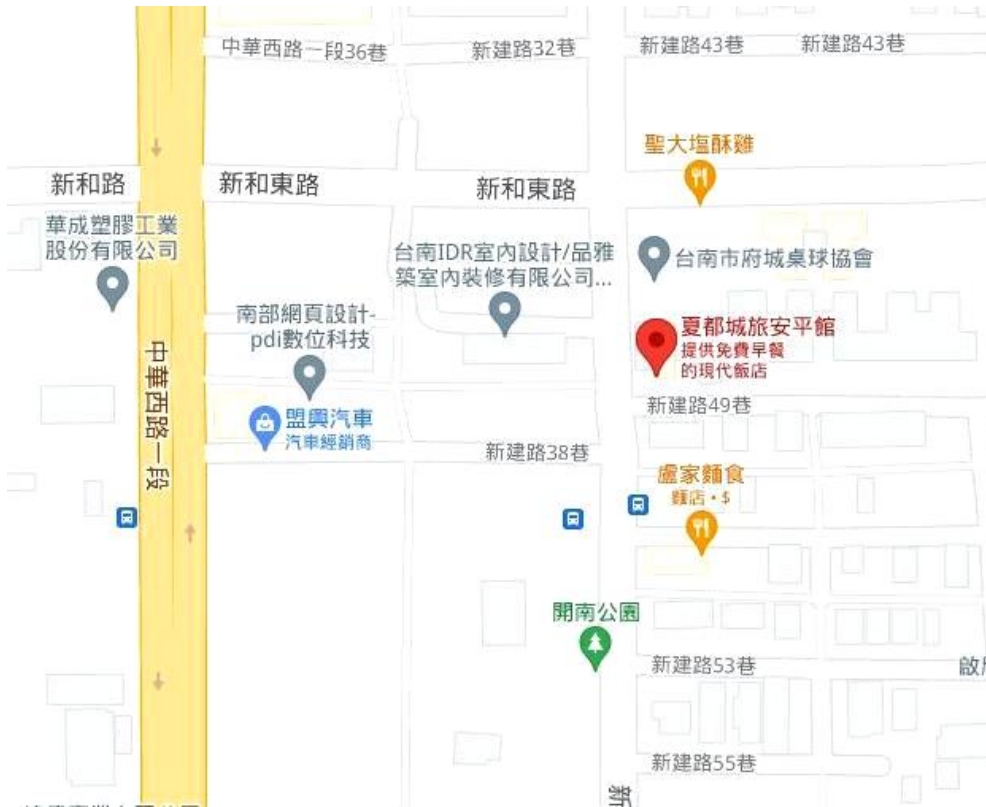 中華西路一段36巷
新建路32巷
新建路43巷
新建路43巷
聖大塩酥雞
新和路
新和東路
新和東路
華成塑膠工業
股份有限公司
台南IDR室內設計/品雅
築室內裝修有限公司...
台南市府城桌球協會
南部網頁設計-
pdi數位科技
夏都城旅安平館
提供免費早餐
的現代飯店
中華西路一段
新建路49巷
盟興汽車
汽車經銷商
新建路38巷
盧家麵食
麵店・$
開南公園
新建路53巷
新建路55巷
新